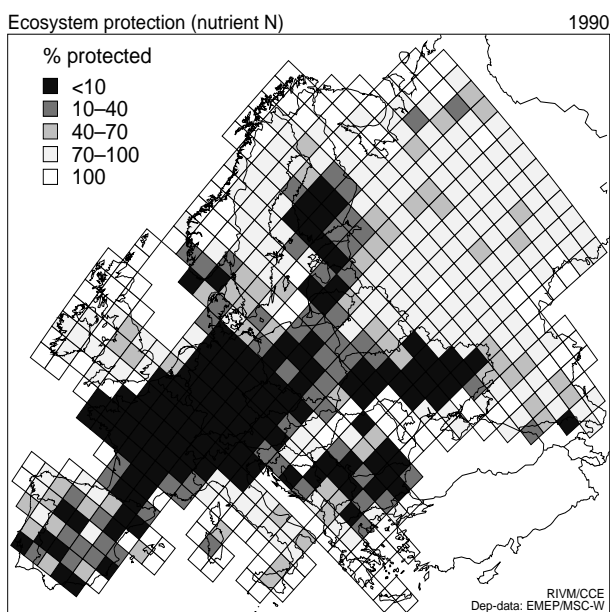 Ecosystem protection (nutrient N) 1990
% protected
<10
10–40
40–70
70–100
100
RIVM/CCE
Dep-data: EMEP/MSC-W